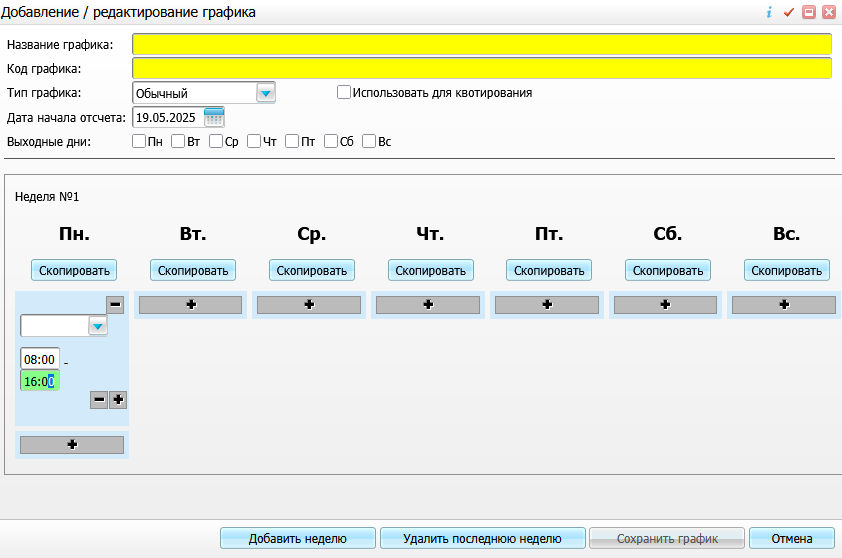 Добавление / редактирование графика
Название графика:
Код графика:
Тип графика: Обычный Использовать для квотирования
Дата начала отсчета: 19.05.2025
Выходные дни: Пн Вт Ср Чт Пт Сб Вс
Неделя №1
Пн. Вт. Ср. Чт. Пт. Сб. Вс.
Скопировать Скопировать Скопировать Скопировать Скопировать Скопировать Скопировать
08:00 -
16:00
Добавить неделю Удалить последнюю неделю Сохранить график Отмена